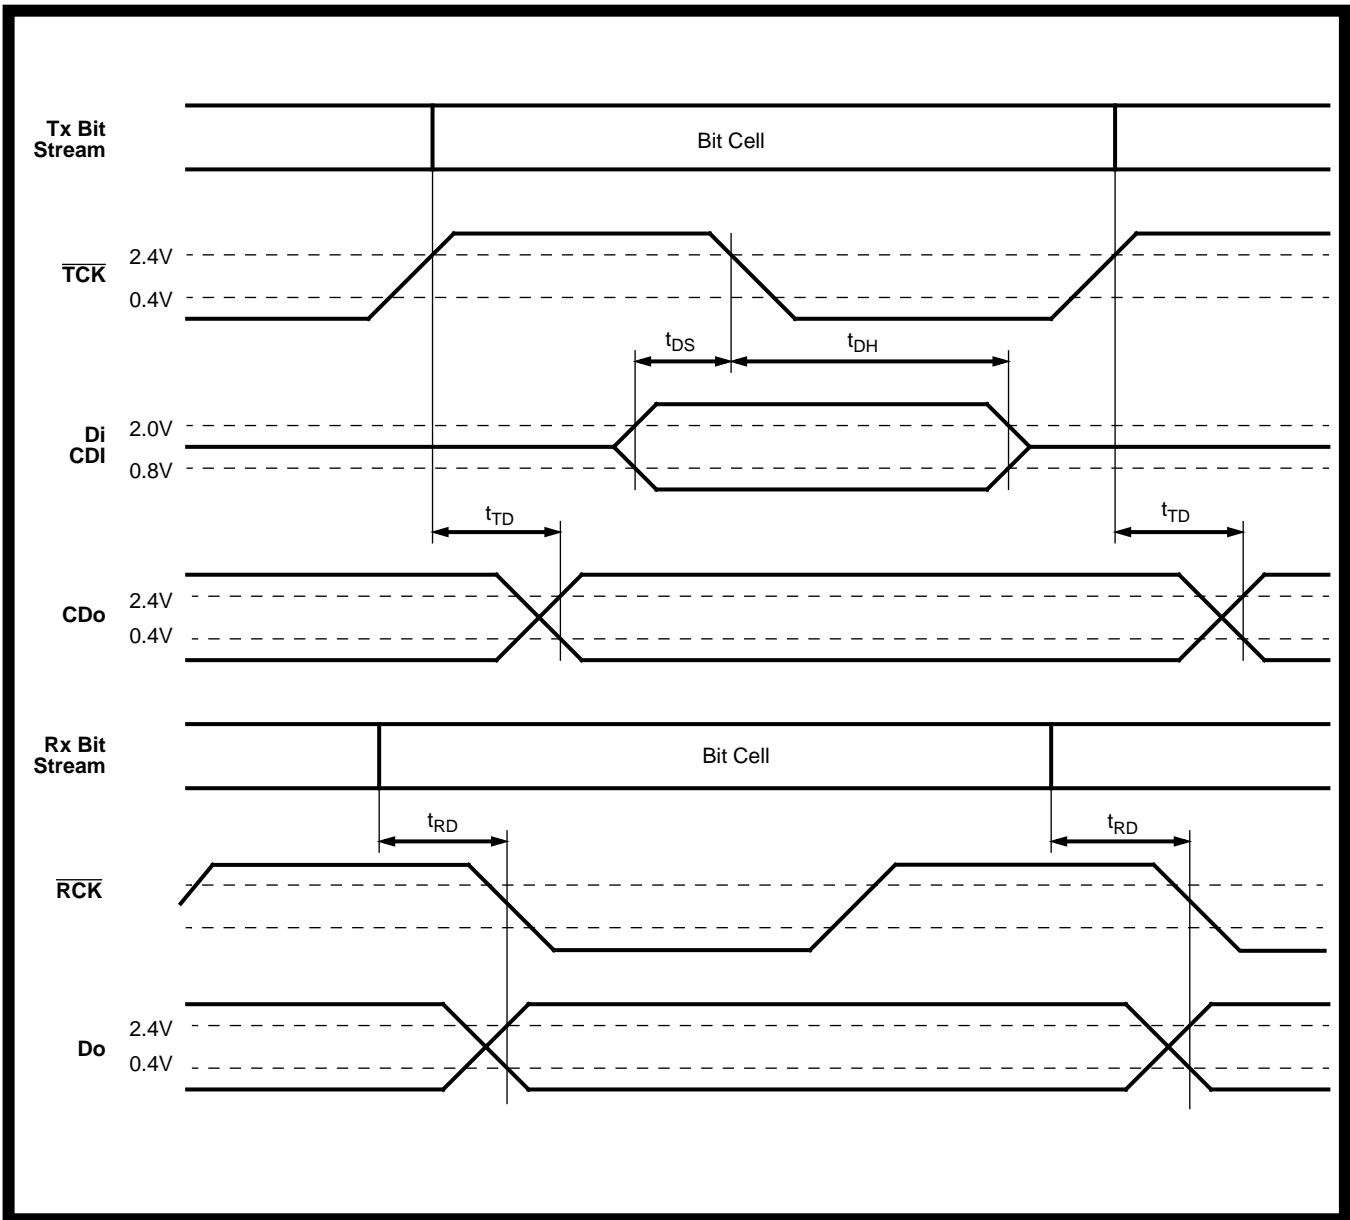 Tx Bit
Stream
Bit Cell
TCK
2.4V
0.4V
tDS
tDH
Di
CDI
2.0V
0.8V
tTD
tTD
CDo
2.4V
0.4V
Rx Bit
Stream
Bit Cell
tRD
tRD
RCK
Do
2.4V
0.4V